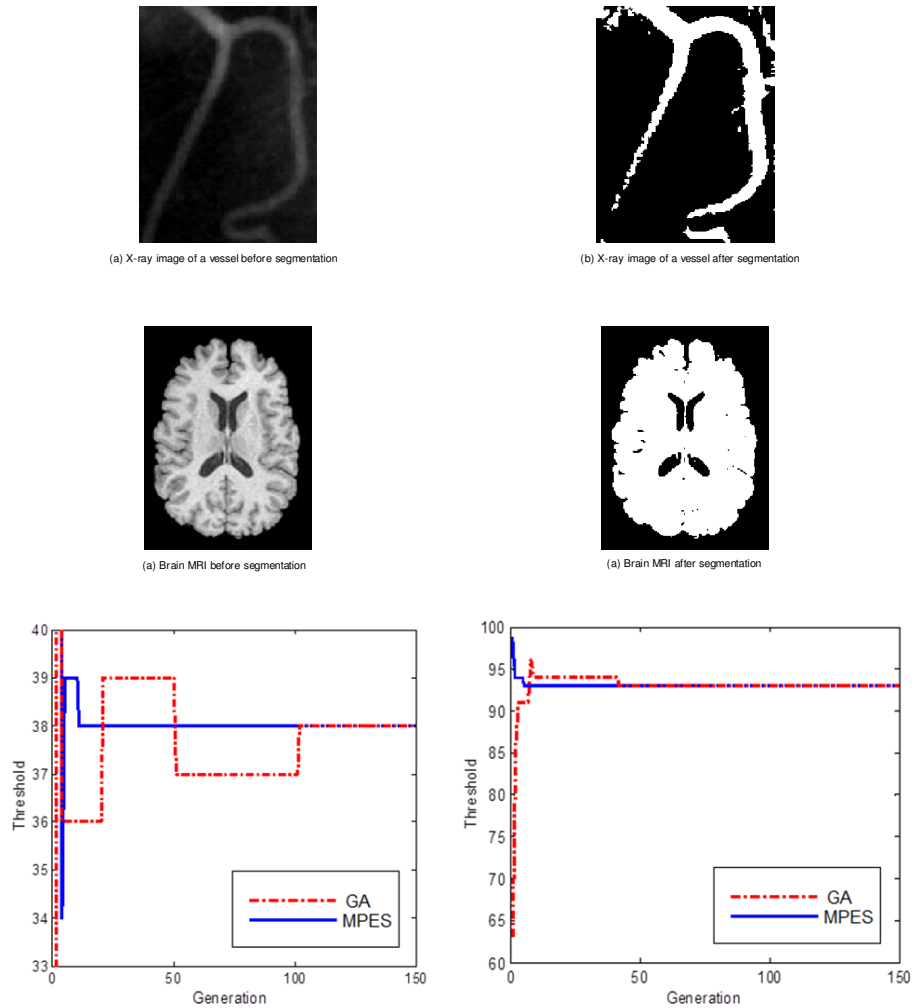 (a) X-ray image of a vessel before segmentation
(b) X-ray image of a vessel after segmentation
(a) Brain MRI before segmentation
(a) Brain MRI after segmentation
40
39
38
37
36
35
34
33
Threshold
0
50
100
150
Generation
GA
MPES
100
95
90
85
80
75
70
65
60
Threshold
0
50
100
150
Generation
GA
MPES